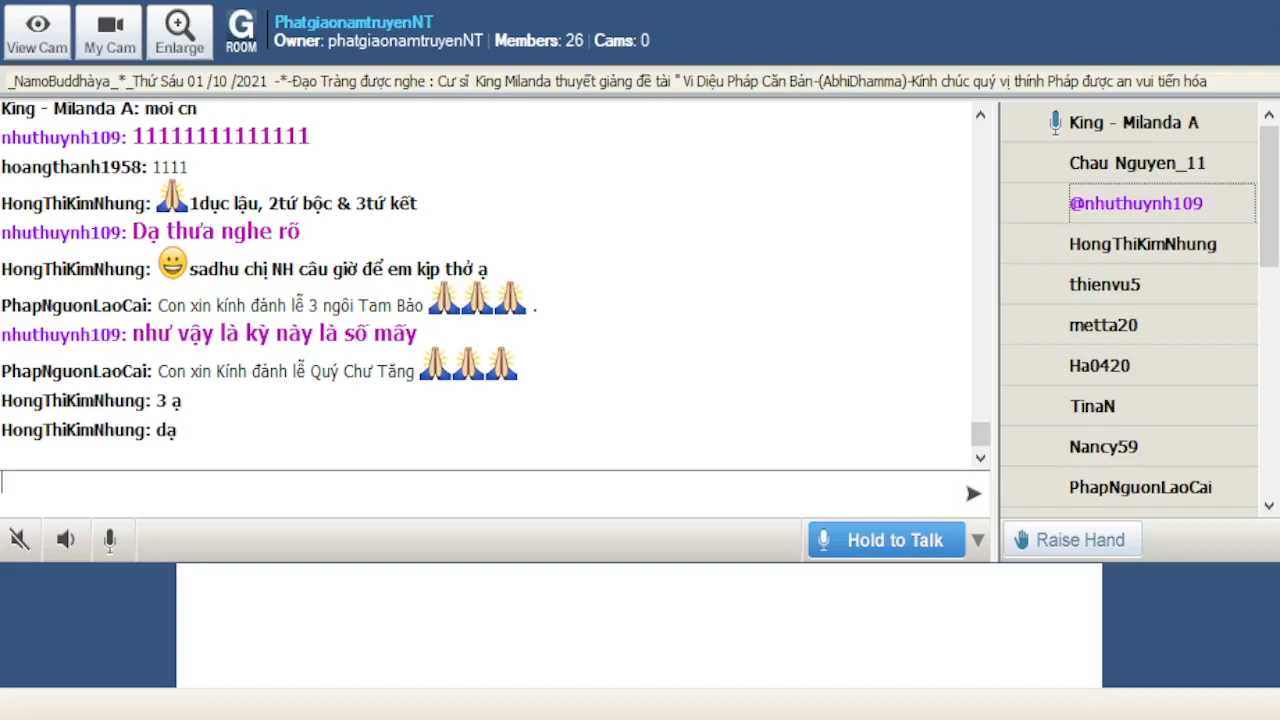 View Cam
My Cam
Enlarge
G
ROOM
PhatgiaonamtruyenNT
Owner: phatgiaonamtruyenNT | Members: 26 | Cams: 0
_NamoBuddhàya_*_Thứ Sáu 01 /10 /2021 -*-Đạo Tràng được nghe : Cư sĩ King Milanda thuyết giảng đề tài " Vi Diệu Pháp Căn Bản-(AbhiDhamma)-Kính chúc quý vị thính Pháp được an vui tiến hóa
King - Milanda A: moi cn
nhuthuynh109: 11111111111111
hoangthanh1958: 1111
HongThiKimNhung: 🙏1dục lậu, 2tứ bộc & 3tứ kết
nhuthuynh109: Dạ thưa nghe rõ
HongThiKimNhung: 😀sadhu chị NH câu giờ để em kịp thở ạ
PhapNguonLaoCai: Con xin kính đảnh lễ 3 ngôi Tam Bảo 🙏🙏🙏 .
nhuthuynh109: như vậy là kỳ này là số mấy
PhapNguonLaoCai: Con xin Kính đảnh lễ Quý Chư Tăng 🙏🙏🙏
HongThiKimNhung: 3 ạ
HongThiKimNhung: dạ
King - Milanda A
Chau Nguyen_11
@nhuthuynh109
HongThiKimNhung
thienvu5
metta20
Ha0420
TinaN
Nancy59
PhapNguonLaoCai
Hold to Talk
Raise Hand